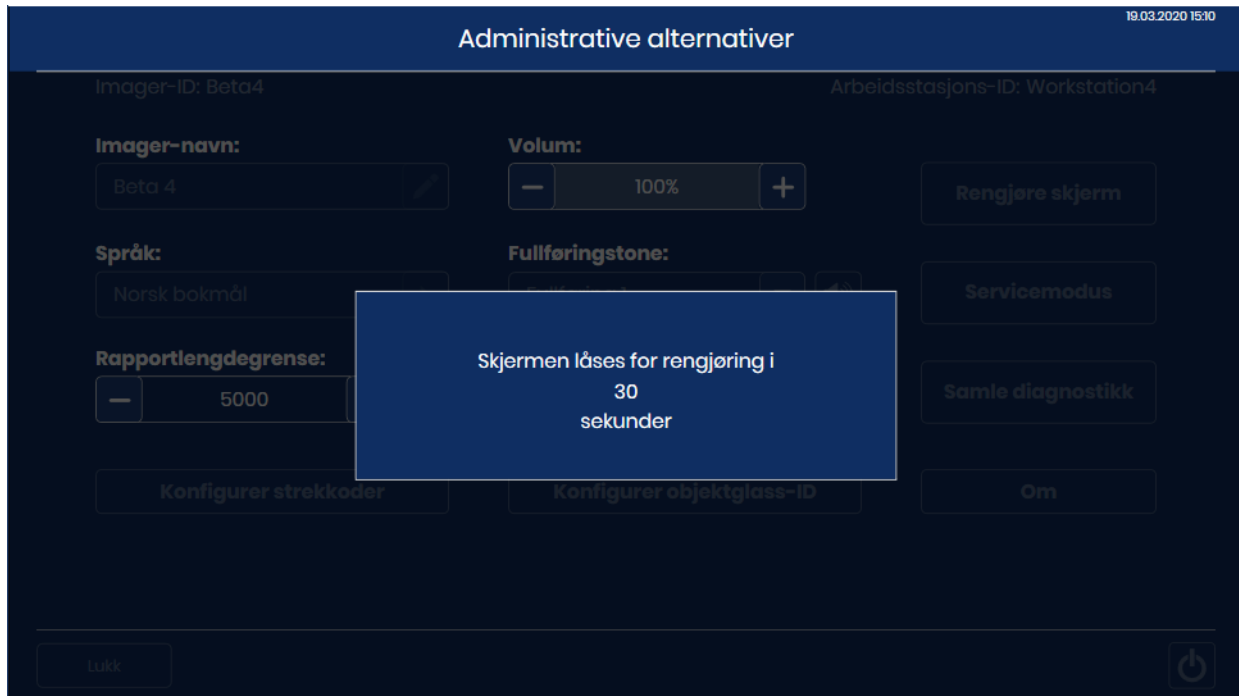 19.03.2020 15:10
Administrative alternativer
Imager-ID: Beta4
Arbeidsstasjons-ID: Workstation4
Imager-navn:
Volum:
Beta 4
100%
Rengjøre skjerm
Språk:
Fullføringstone:
Norsk bokmål
Servicemodus
Rapportlengdegrense:
5000
Skjermen låses for rengjøring i
30
sekunder
Samle diagnostikk
Konfigurer strekkoder
Konfigurer objektglass-ID
Om
Lukk